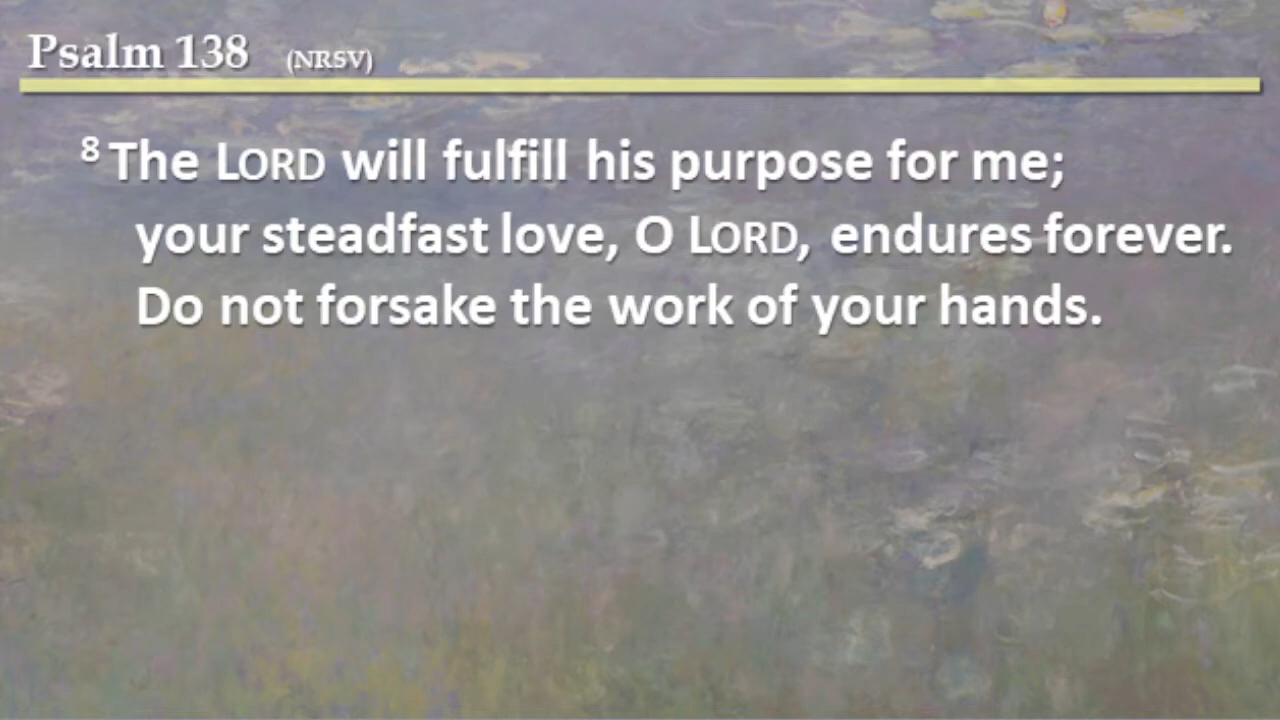 Psalm 138 (NRSV)
8 The LORD will fulfill his purpose for me;
your steadfast love, O LORD, endures forever.
Do not forsake the work of your hands.